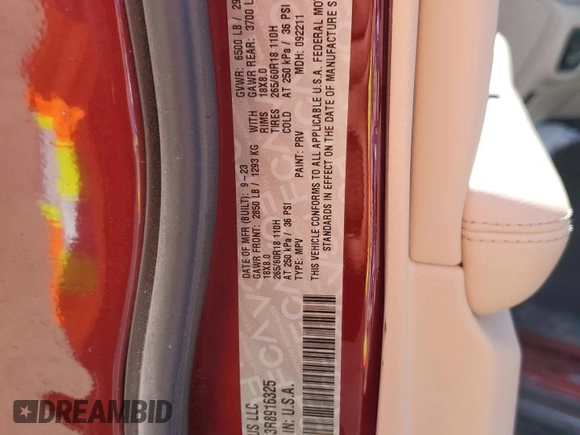 DATE OF MFR (BUILT): 9-23 GVWR: 6500 LB / 29
GAWR FRONT: 2850 LB / 1293 KG WITH GAWR REAR: 3700 L
18X8.0 RIMS 18X8.0
265/60R18 110H TIRES 265/60R18 110H
AT 250 kPa / 36 PSI COLD AT 250 kPa / 36 PSI
TYPE: MPV PAINT: PRV MDH: 092211
THIS VEHICLE CONFORMS TO ALL APPLICABLE U.S.A. FEDERAL MOT
STANDARDS IN EFFECT ON THE DATE OF MANUFACTURE S
US LLC
3R8916325
IN: U.S.A.
DREAMBID